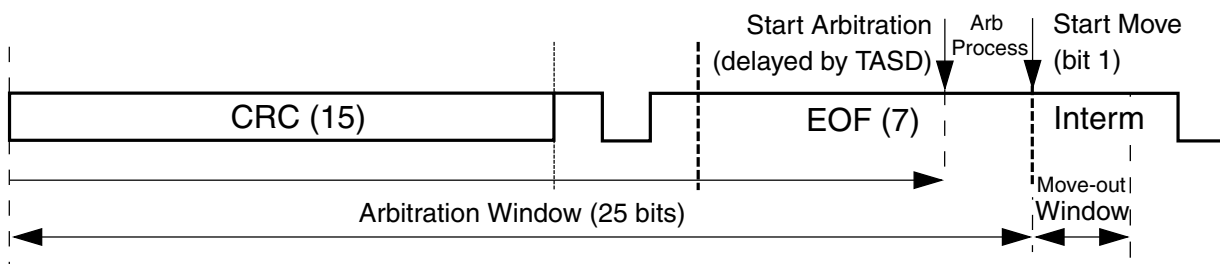 Start Arbitration
(delayed by TASD)
Arb
Process
Start Move
(bit 1)
CRC (15)
EOF (7)
Interm
Move-out
Window
Arbitration Window (25 bits)